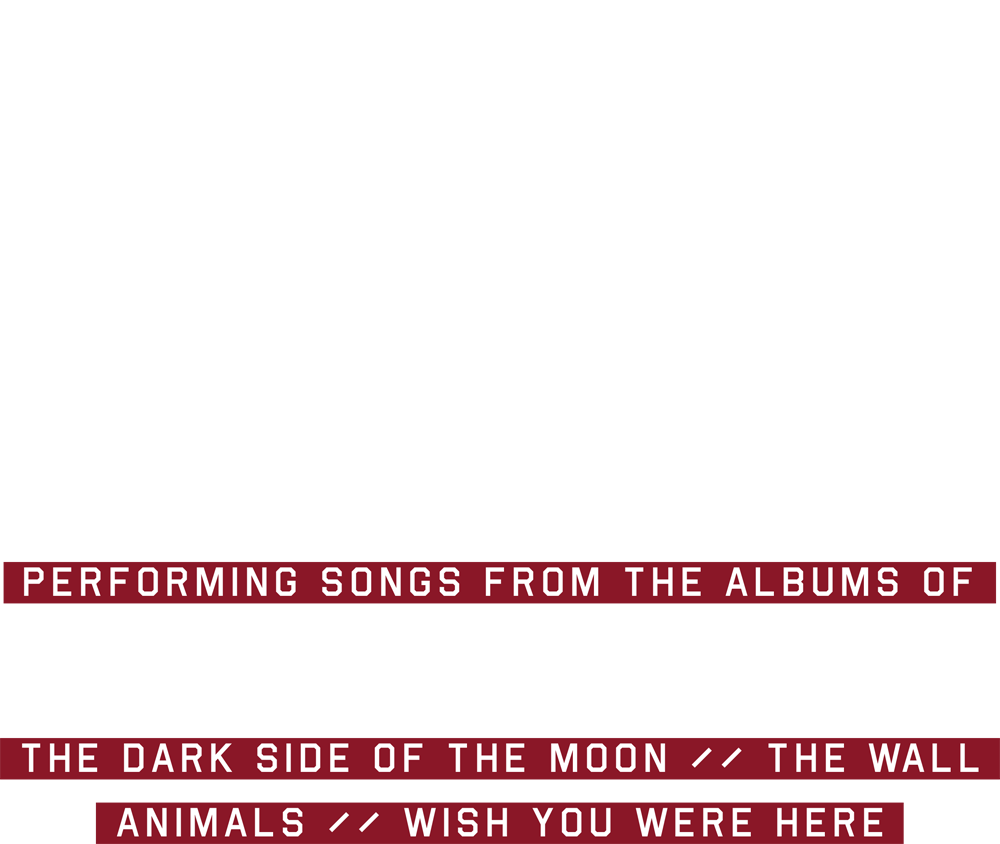 PERFORMING SONGS FROM THE ALBUMS OF
THE DARK SIDE OF THE MOON // THE WALL
ANIMALS // WISH YOU WERE HERE